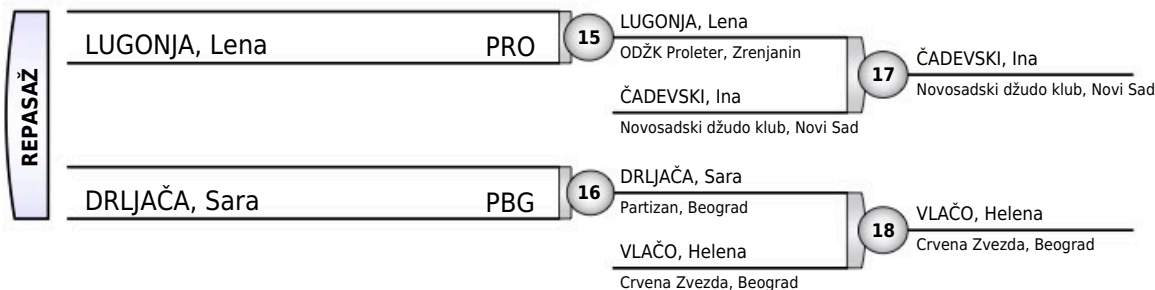 REPASAŽ
LUGONJA, Lena PRO
15
LUGONJA, Lena
ODŽK Proleter, Zrenjanin
ČADEVSKI, Ina
Novosadski džudo klub, Novi Sad
17
ČADEVSKI, Ina
Novosadski džudo klub, Novi Sad
DRLJAČA, Sara PBG
16
DRLJAČA, Sara
Partizan, Beograd
VLAČO, Helena
Crvena Zvezda, Beograd
18
VLAČO, Helena
Crvena Zvezda, Beograd